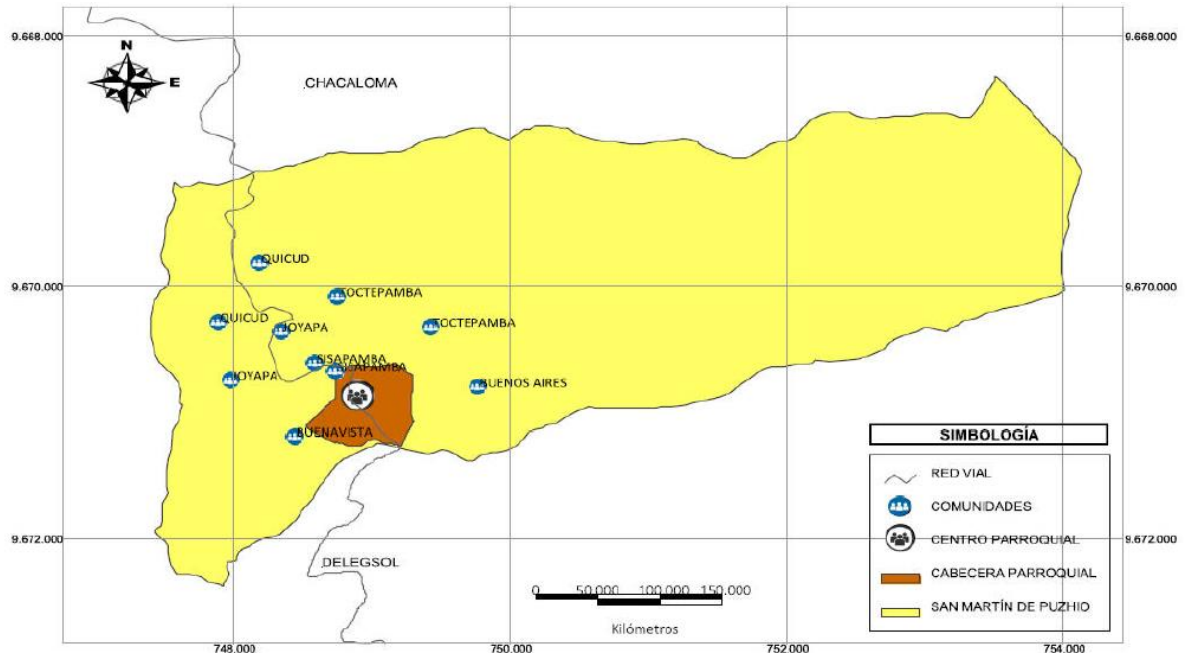 9.668.000
9.668.000
N
E
CHACALOMA
QUICUD
9.670.000
9.670.000
TOCTEPAMBA
QUICUD
JOYAPA
TOCTEPAMBA
SISAPAMBA
JOYAPA
BUENOS AIRES
BUENAVISTA
SIMBOLOGÍA
RED VIAL
COMUNIDADES
CENTRO PARROQUIAL
CABECERA PARROQUIAL
SAN MARTÍN DE PUZHIO
9.672.000
9.672.000
DELEGSOL
0 50.000 100.000 150.000
Kilómetros
748.000
750.000
752.000
754.000